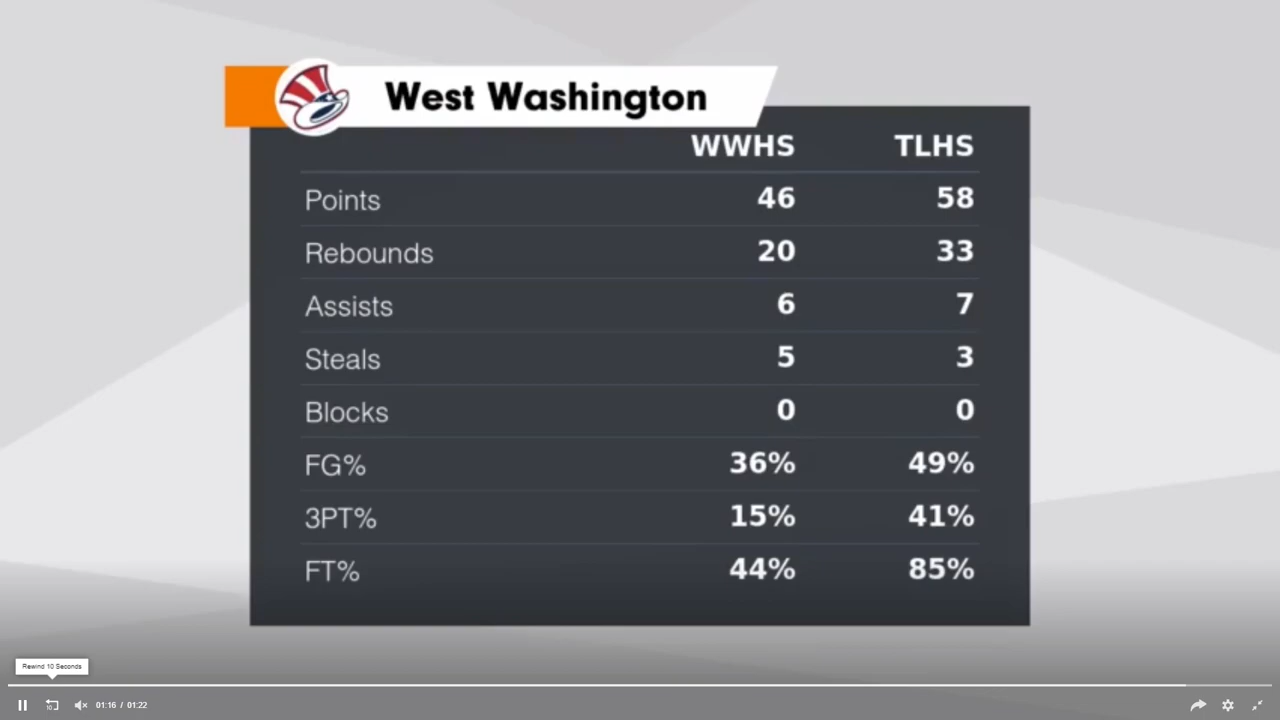 West Washington
WWHS TLHS
Points 46 58
Rebounds 20 33
Assists 6 7
Steals 5 3
Blocks 0 0
FG% 36% 49%
3PT% 15% 41%
FT% 44% 85%
Rewind 10 Seconds
10
01:16 / 01:22